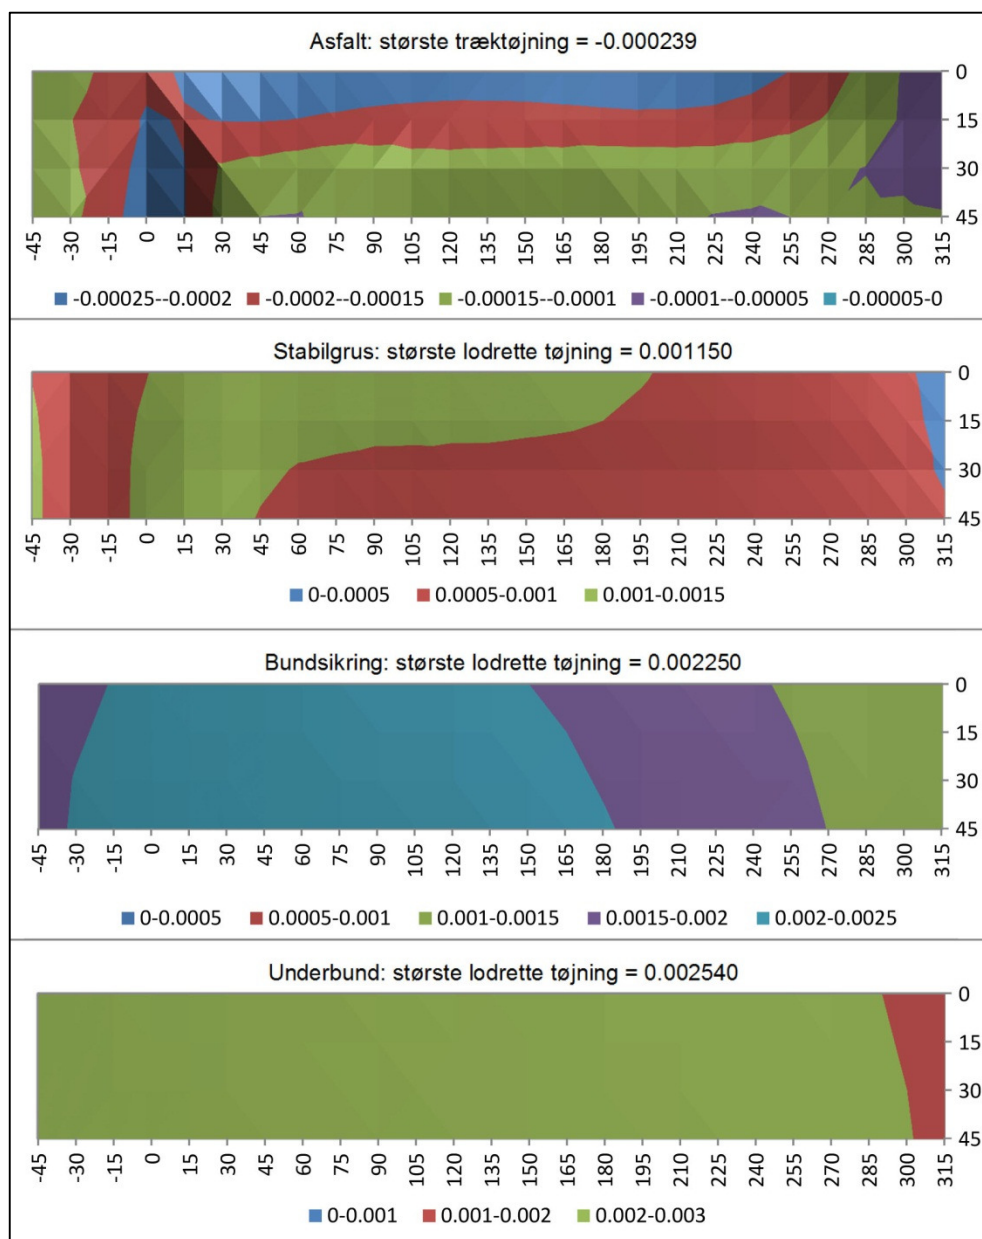 Asfalt: største træktøjning = -0.000239
0
15
30
45
-45 -30 -15 0 15 30 45 60 75 90 105 120 135 150 165 180 195 210 225 240 255 270 285 300 315
-0.00025--0.0002 -0.0002--0.00015 -0.00015--0.0001 -0.0001--0.00005 -0.00005-0
Stabilgrus: største lodrette tøjning = 0.001150
0
15
30
45
-45 -30 -15 0 15 30 45 60 75 90 105 120 135 150 165 180 195 210 225 240 255 270 285 300 315
0-0.0005 0.0005-0.001 0.001-0.0015
Bundsikring: største lodrette tøjning = 0.002250
0
15
30
45
-45 -30 -15 0 15 30 45 60 75 90 105 120 135 150 165 180 195 210 225 240 255 270 285 300 315
0-0.0005 0.0005-0.001 0.001-0.0015 0.0015-0.002 0.002-0.0025
Underbund: største lodrette tøjning = 0.002540
0
15
30
45
-45 -30 -15 0 15 30 45 60 75 90 105 120 135 150 165 180 195 210 225 240 255 270 285 300 315
0-0.001 0.001-0.002 0.002-0.003